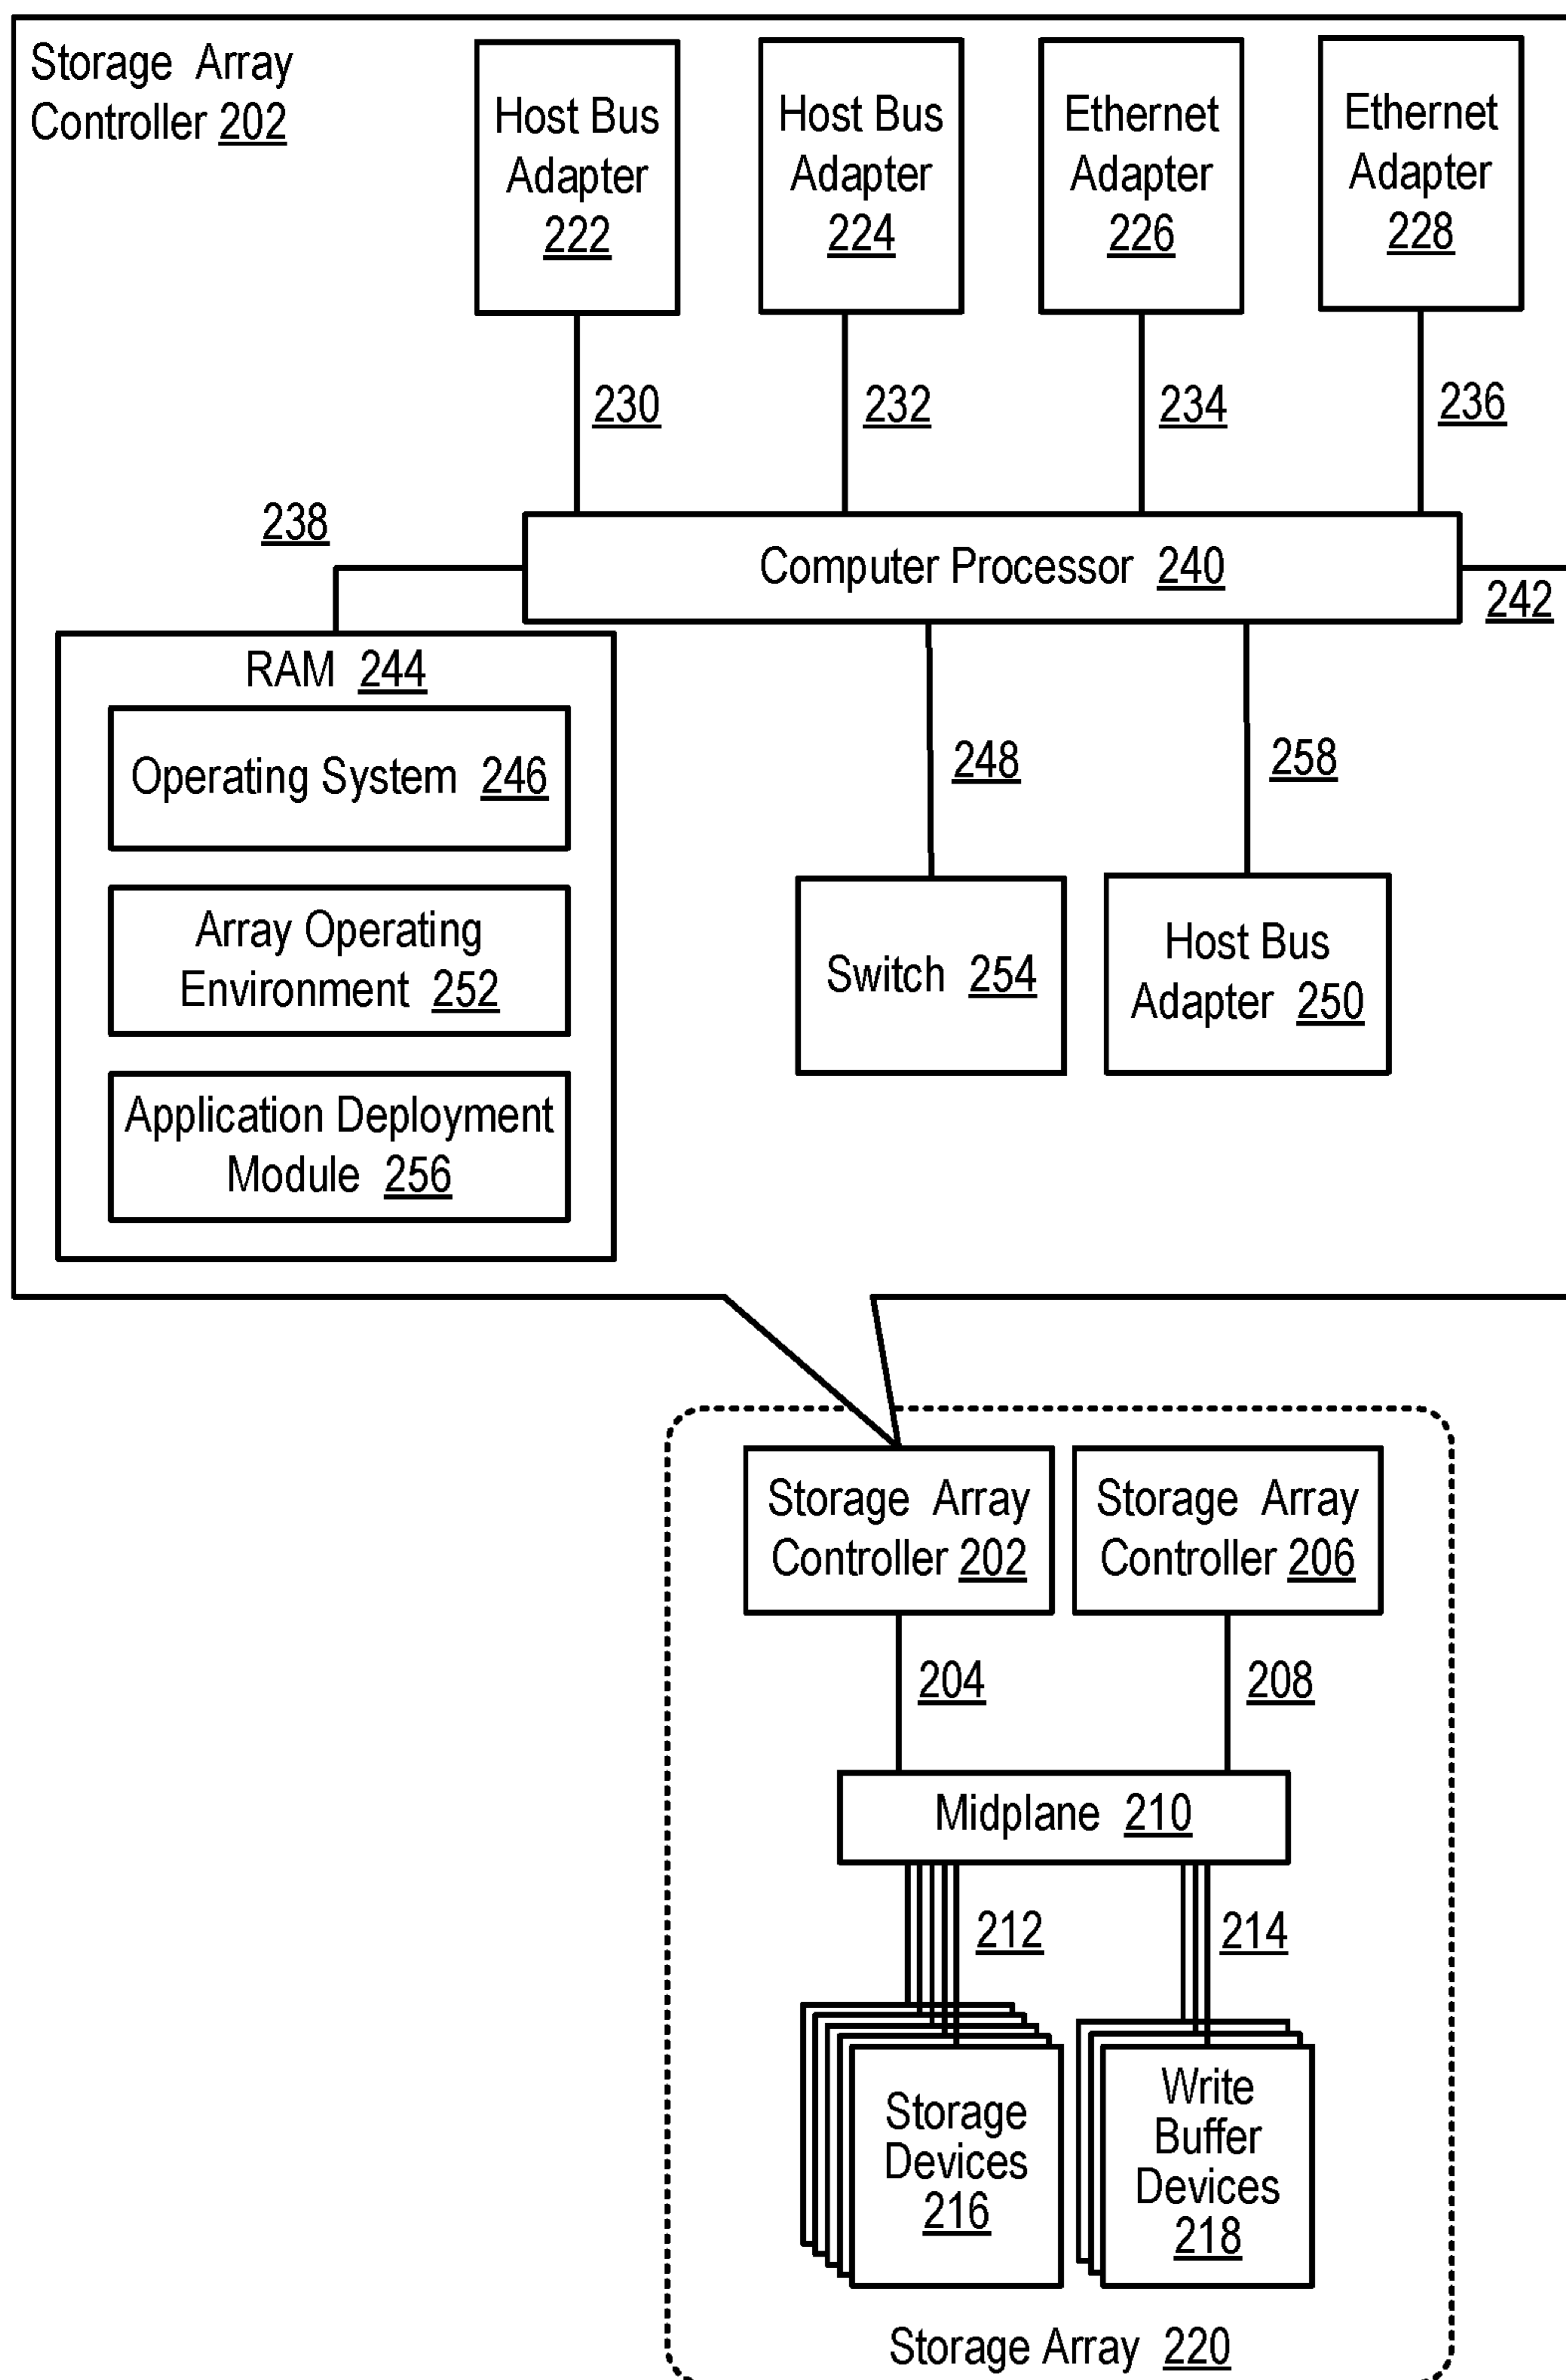 Storage Array
Controller 202
Host Bus
Adapter
222
Host Bus
Adapter
224
Ethernet
Adapter
226
Ethernet
Adapter
228
230
232
234
236
238
Computer Processor 240
242
RAM 244
Operating System 246
Array Operating
Environment 252
Application Deployment
Module 256
248
258
Switch 254
Host Bus
Adapter 250
Storage Array
Controller 202
Storage Array
Controller 206
204
208
Midplane 210
212
214
Storage
Devices
216
Write
Buffer
Devices
218
Storage Array 220